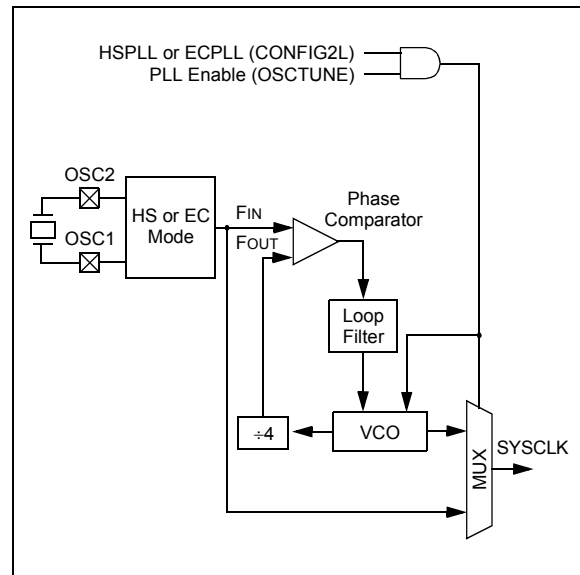 HSPLL or ECPLL (CONFIG2L)
PLL Enable (OSCTUNE)
OSC2
OSC1
HS or EC
Mode
FIN
FOUT
Phase
Comparator
Loop
Filter
÷4
VCO
MUX
SYSCLK